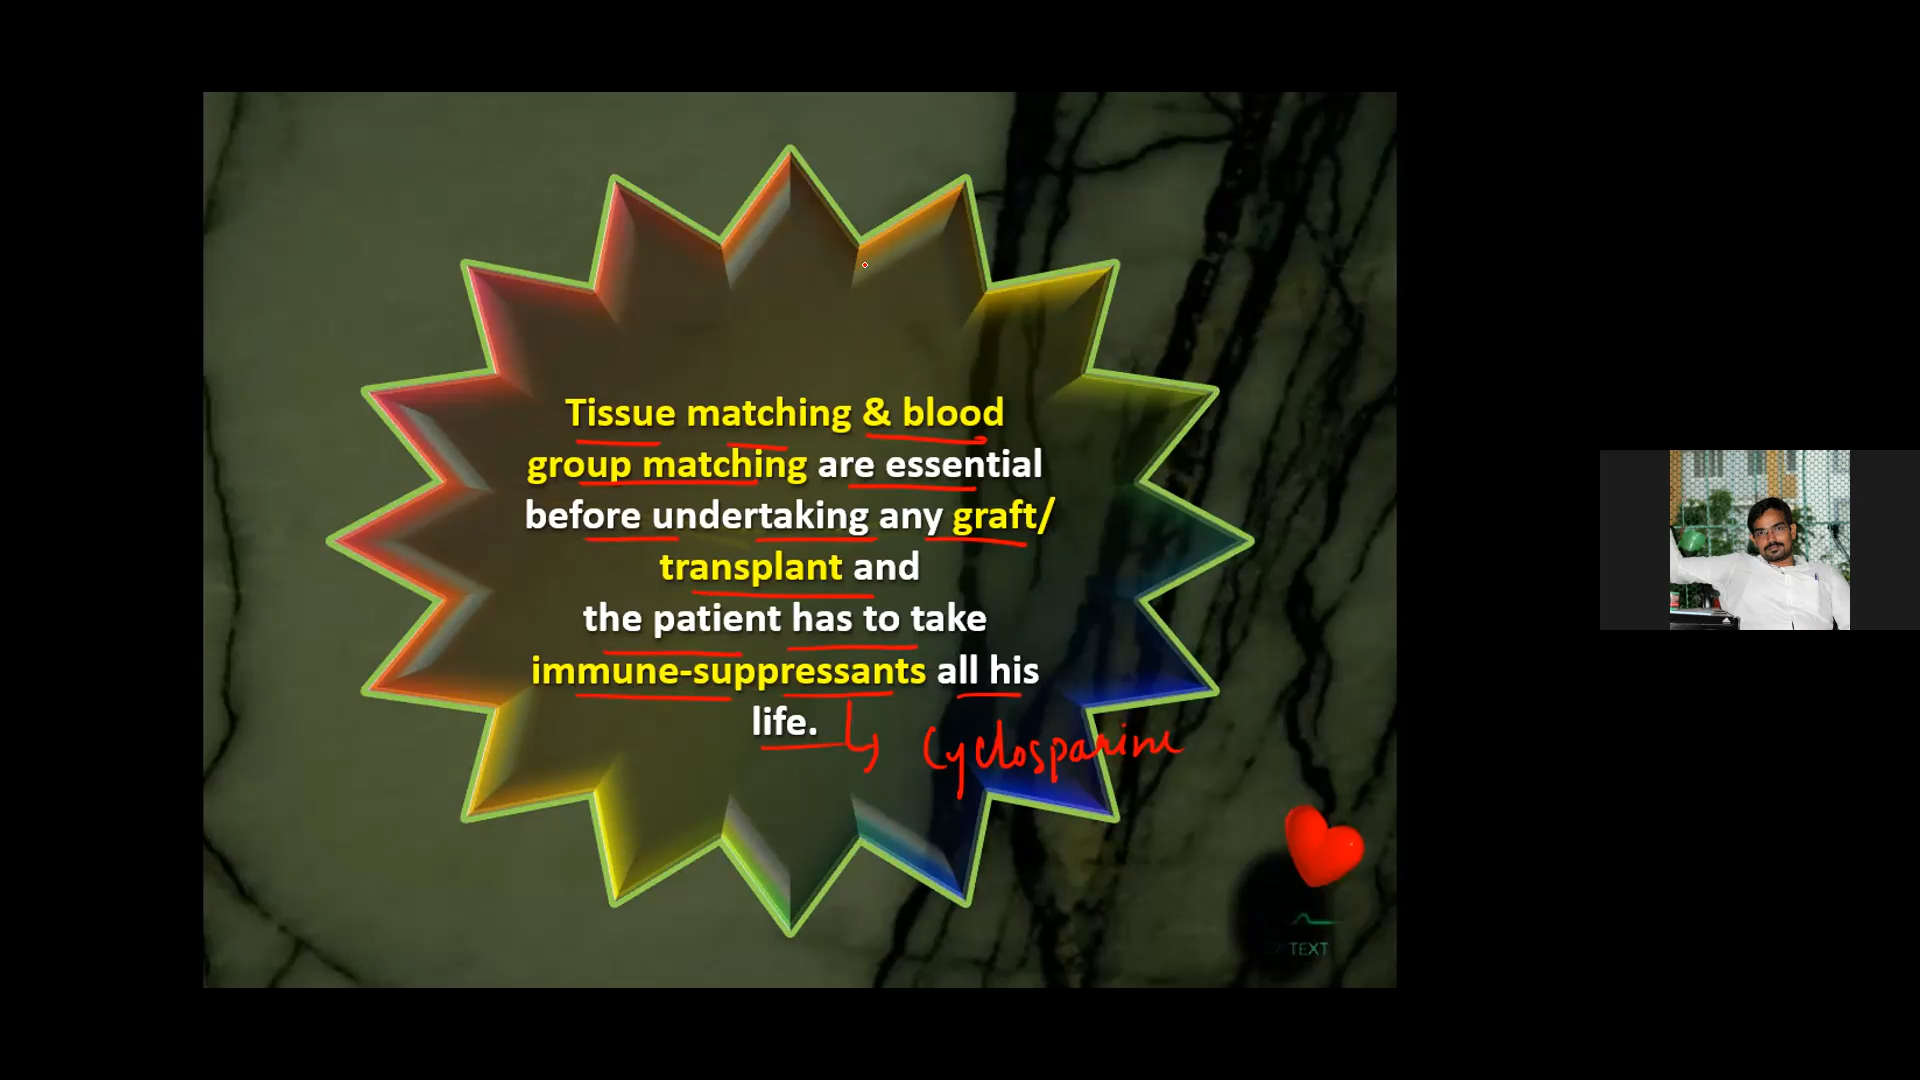 Tissue matching & blood
group matching are essential
before undertaking any graft/
transplant and
the patient has to take
immune-suppressants all his
life.
Cyclosparine
TEXT